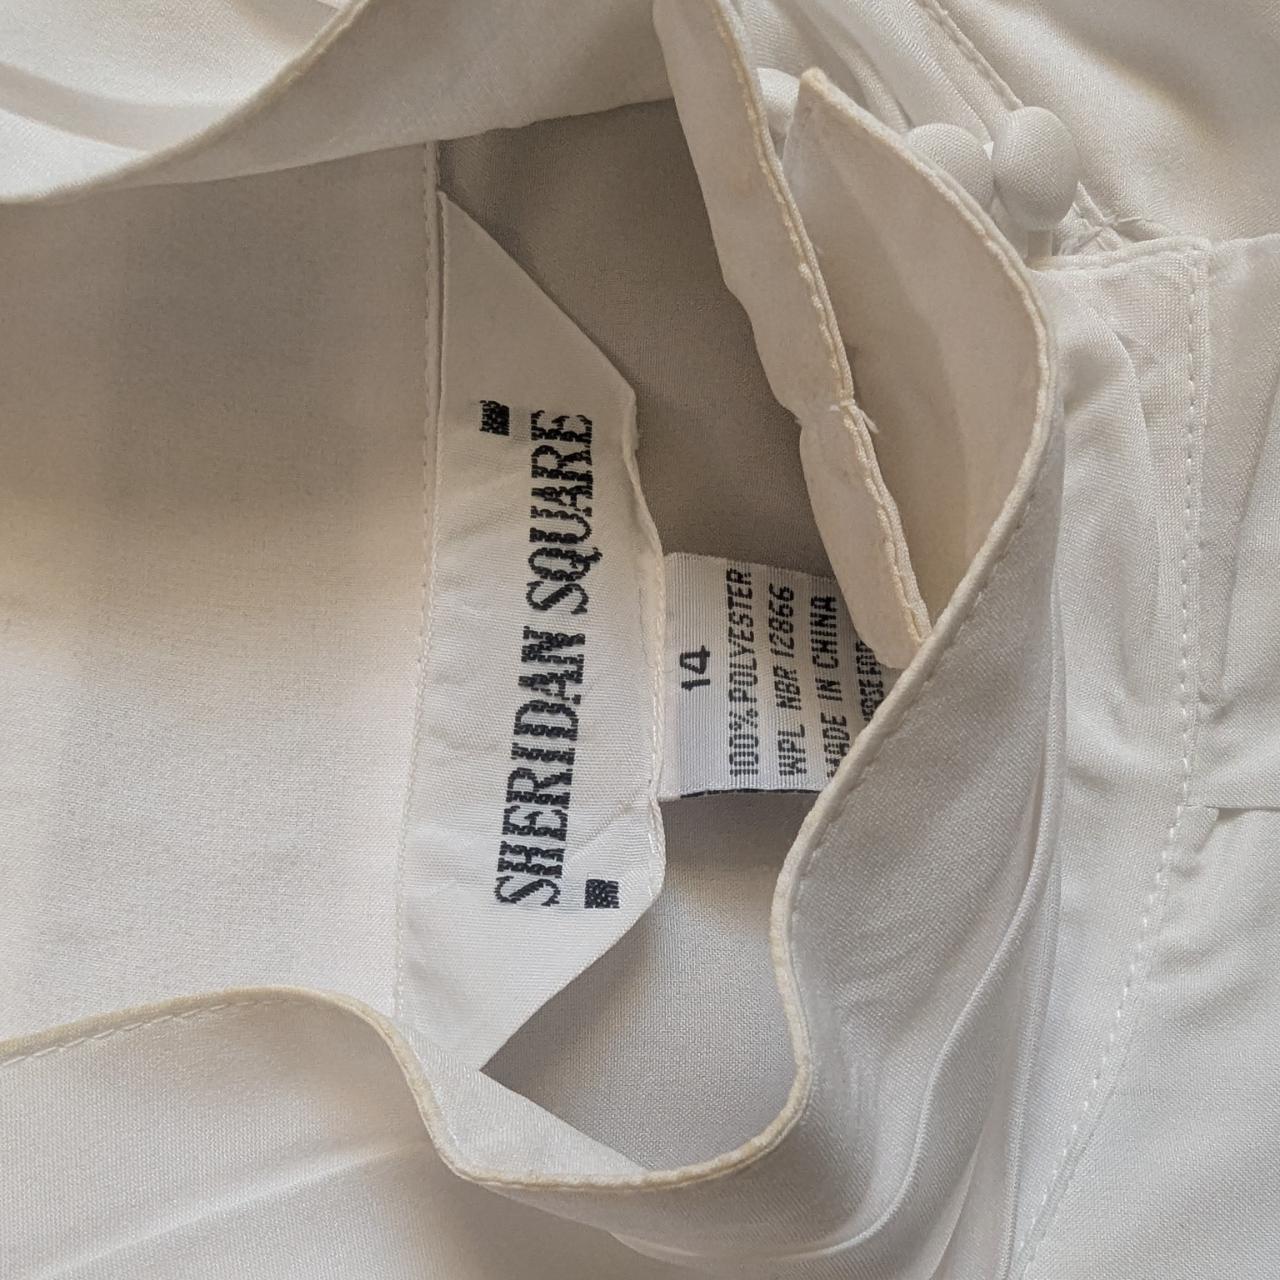 SHERIDAN SQUARE
14
100% POLYESTER
WPL NBR 12866
MADE IN CHINA